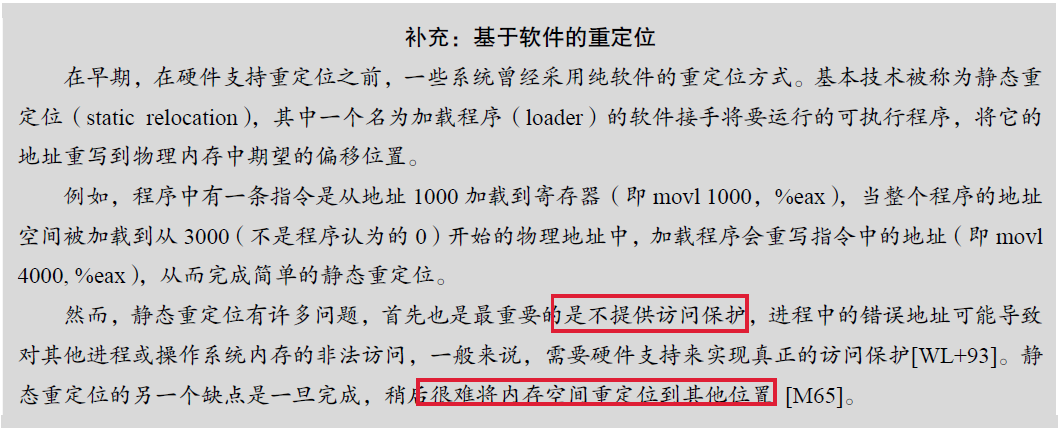 补充：基于软件的重定位
在早期，在硬件支持重定位之前，一些系统曾经采用纯软件的重定位方式。基本技术被称为静态重
定位（static relocation），其中一个名为加载程序（loader）的软件接手将要运行的可执行程序，将它的
地址重写到物理内存中期望的偏移位置。
例如，程序中有一条指令是从地址 1000 加载到寄存器（即 movl 1000，%eax），当整个程序的地址
空间被加载到从 3000（不是程序认为的 0）开始的物理地址中，加载程序会重写指令中的地址（即 movl
4000, %eax），从而完成简单的静态重定位。
然而，静态重定位有许多问题，首先也是最重要的是不提供访问保护，进程中的错误地址可能导致
对其他进程或操作系统内存的非法访问，一般来说，需要硬件支持来实现真正的访问保护[WL+93]。静
态重定位的另一个缺点是一旦完成，稍后很难将内存空间重定位到其他位置 [M65]。